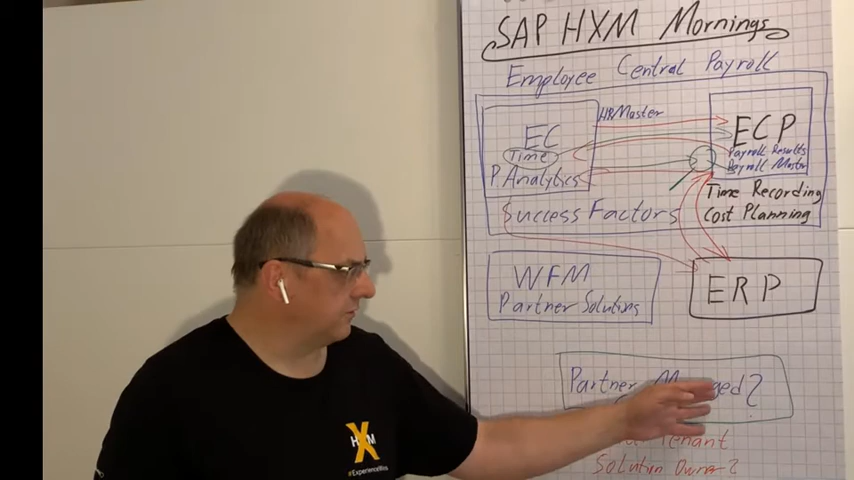 SAP HXM Mornings
Employee Central Payroll
HR Master
EC
Time
P. Analytics
ECP
Payroll Results
Payroll Master
Time Recording
Cost Planning
Success Factors
WFM
Partner Solutions
ERP
Partner
?
Tenant
Solution Owner?
HXM
#ExperienceWins